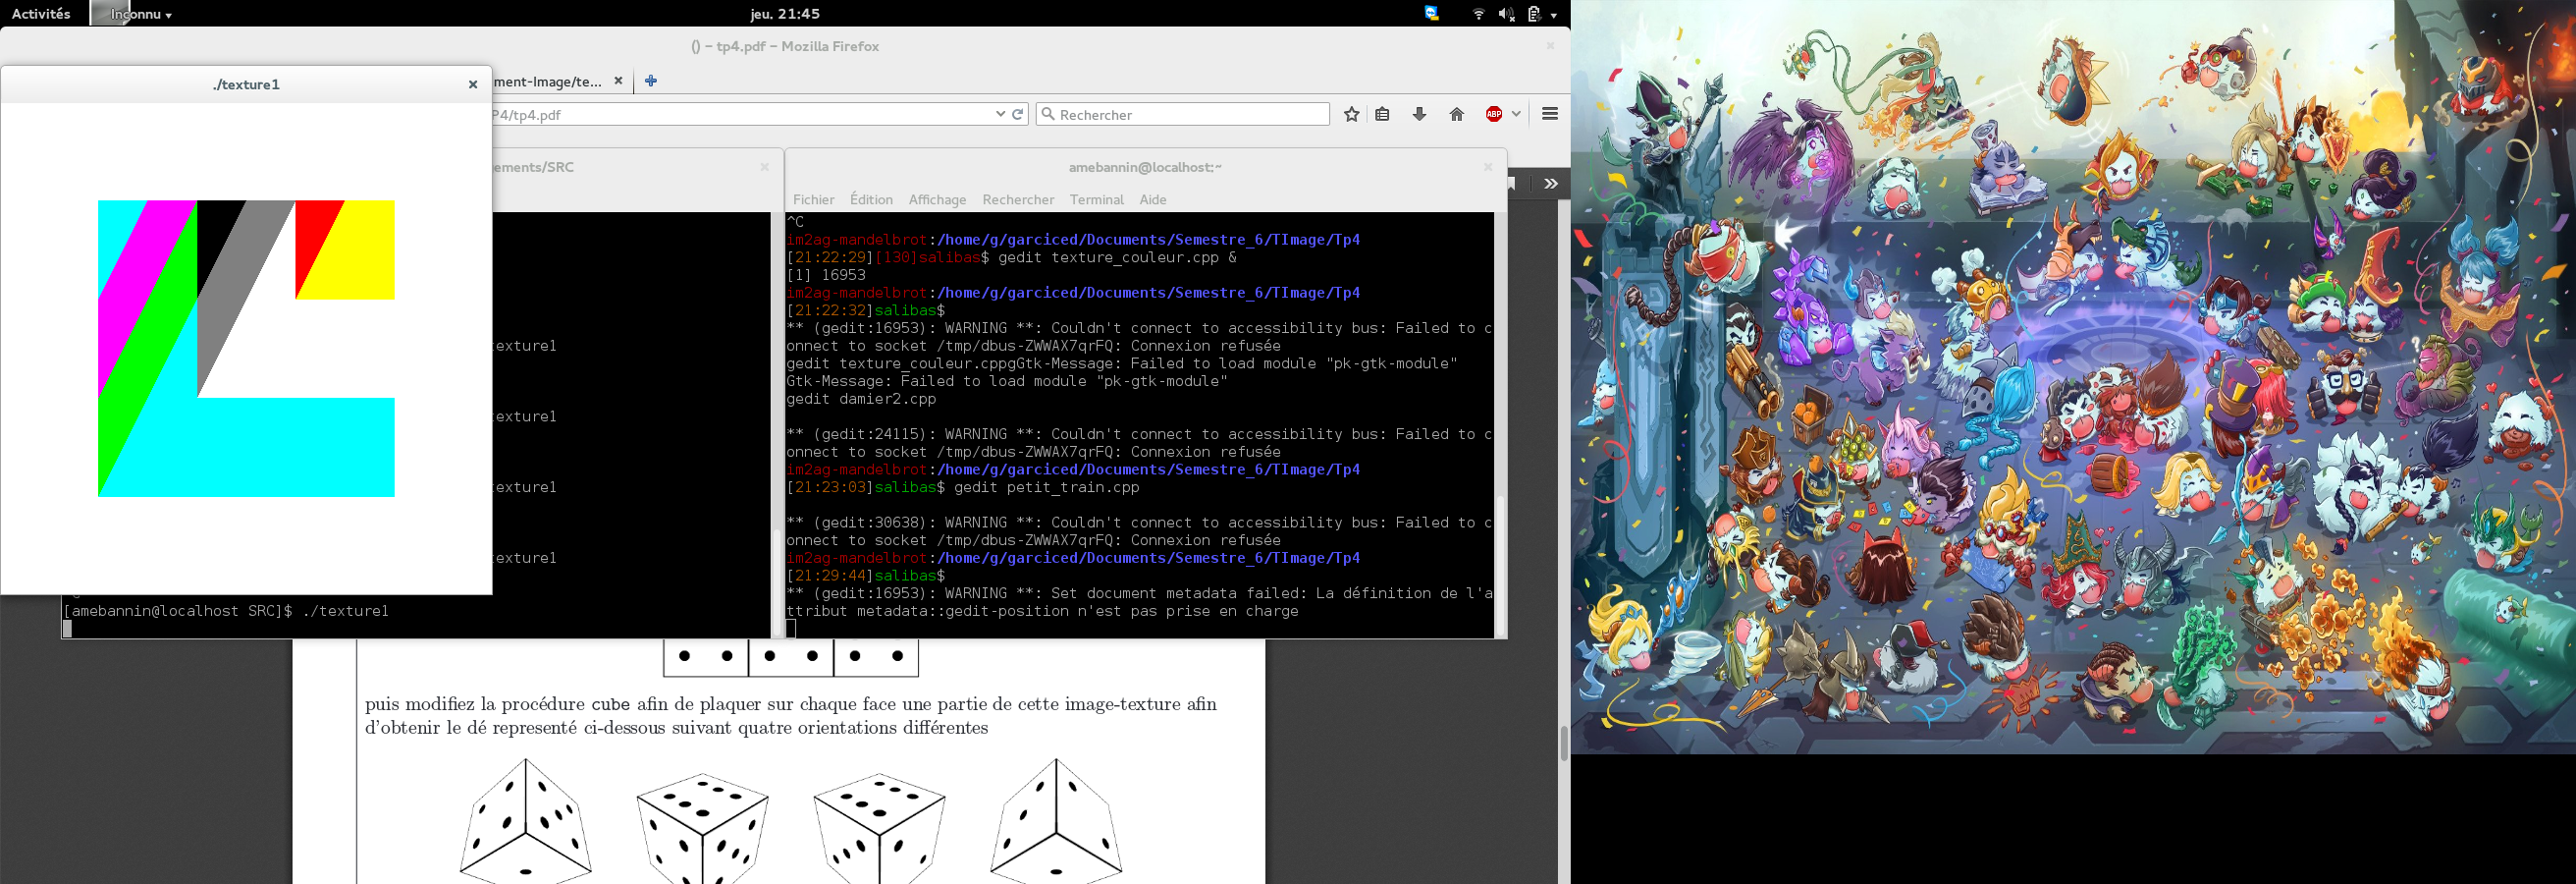 Activités
Inconnu
jeu. 21:45
() – tp4.pdf – Mozilla Firefox
./texture1
ment-Image/te...
P4/tp4.pdf
Rechercher
ABP
ements/SRC
amebannin@localhost:~
Fichier Édition Affichage Rechercher Terminal Aide
texture1
texture1
texture1
texture1
[amebannin@localhost SRC]$ ./texture1
^C
im2ag-mandelbrot:/home/g/garciced/Documents/Semestre_6/TImage/Tp4
[21:22:29][130]salibas$ gedit texture_couleur.cpp &
[1] 16953
im2ag-mandelbrot:/home/g/garciced/Documents/Semestre_6/TImage/Tp4
[21:22:32]salibas$
** (gedit:16953): WARNING **: Couldn't connect to accessibility bus: Failed to c
onnect to socket /tmp/dbus-ZWWAX7qrFQ: Connexion refusée
gedit texture_couleur.cppgGtk-Message: Failed to load module "pk-gtk-module"
Gtk-Message: Failed to load module "pk-gtk-module"
gedit damier2.cpp
** (gedit:24115): WARNING **: Couldn't connect to accessibility bus: Failed to c
onnect to socket /tmp/dbus-ZWWAX7qrFQ: Connexion refusée
im2ag-mandelbrot:/home/g/garciced/Documents/Semestre_6/TImage/Tp4
[21:23:03]salibas$ gedit petit_train.cpp
** (gedit:30638): WARNING **: Couldn't connect to accessibility bus: Failed to c
onnect to socket /tmp/dbus-ZWWAX7qrFQ: Connexion refusée
im2ag-mandelbrot:/home/g/garciced/Documents/Semestre_6/TImage/Tp4
[21:29:44]salibas$
** (gedit:16953): WARNING **: Set document metadata failed: La définition de l'a
ttribut metadata::gedit-position n'est pas prise en charge
puis modifiez la procédure cube afin de plaquer sur chaque face une partie de cette image-texture afin
d'obtenir le dé representé ci-dessous suivant quatre orientations différentes